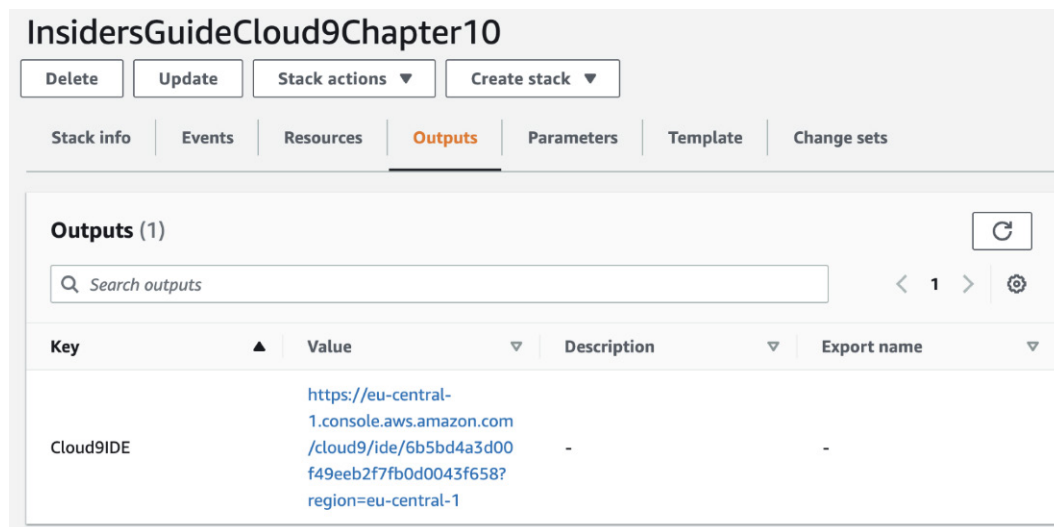 InsidersGuideCloud9Chapter10
Delete Update Stack actions Create stack
Stack info Events Resources Outputs Parameters Template Change sets
Outputs (1)
Search outputs
1
Key Value Description Export name
https://eu-central-
1.console.aws.amazon.com
Cloud9IDE /cloud9/ide/6b5bd4a3d00 - -
f49eeb2f7fb0d0043f658?
region=eu-central-1